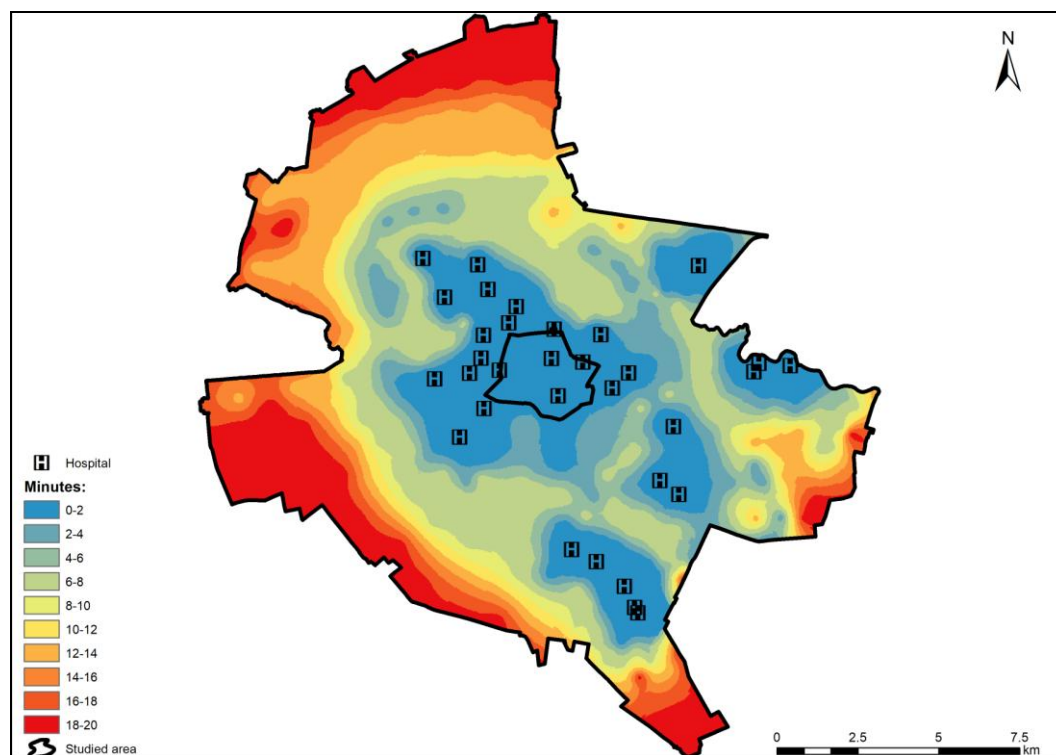 N
H Hospital
Minutes:
0-2
2-4
4-6
6-8
8-10
10-12
12-14
14-16
16-18
18-20
Studied area
0 2.5 5 7.5
km